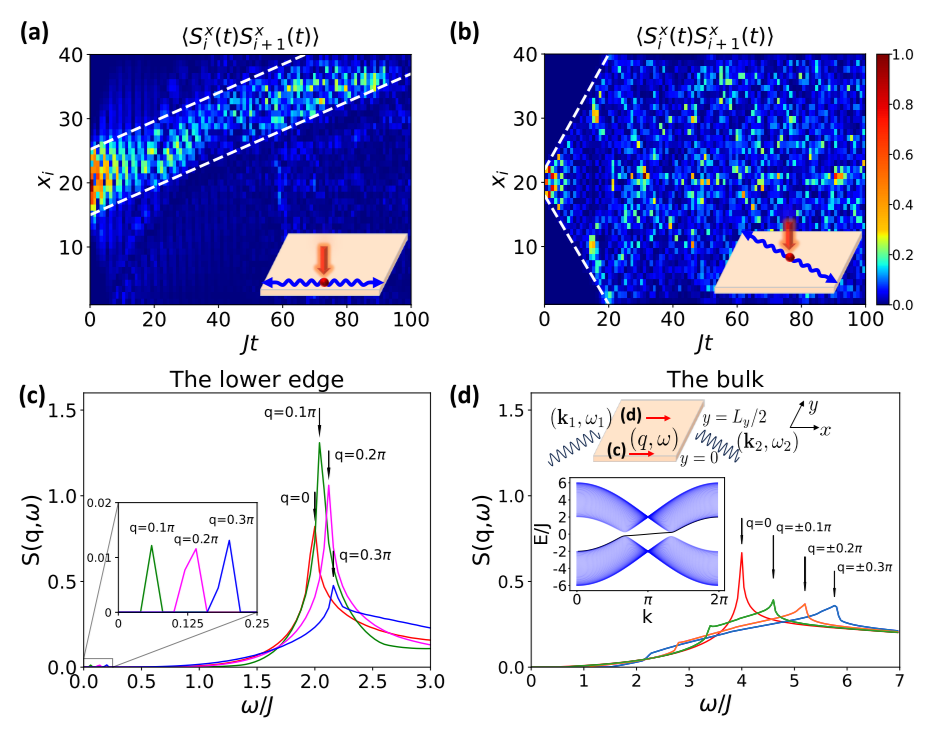 (a)
⟨S_i^x(t)S_{i+1}^x(t)⟩
40
30
20
10
x_i
0 20 40 60 80 100
Jt
(b)
⟨S_i^x(t)S_{i+1}^x(t)⟩
40
30
20
10
x_i
0 20 40 60 80 100
Jt
1.0
0.8
0.6
0.4
0.2
0.0
(c)
The lower edge
1.5
1.0
0.5
0.0
S(q,ω)
q=0.1π
q=0.2π
q=0
q=0.3π
0.02
0.01
0
q=0.1π
q=0.2π
q=0.3π
0 0.125 0.25
0.0 0.5 1.0 1.5 2.0 2.5 3.0
ω/J
(d)
The bulk
1.5
1.0
0.5
0.0
S(q,ω)
(k₁, ω₁)
(d)
(c)
(q, ω)
y = L_y/2
y = 0
(k₂, ω₂)
y
x
6
4
2
0
-2
-4
-6
E/J
0 π 2π
k
q=0
q=±0.1π
q=±0.2π
q=±0.3π
0 1 2 3 4 5 6 7
ω/J